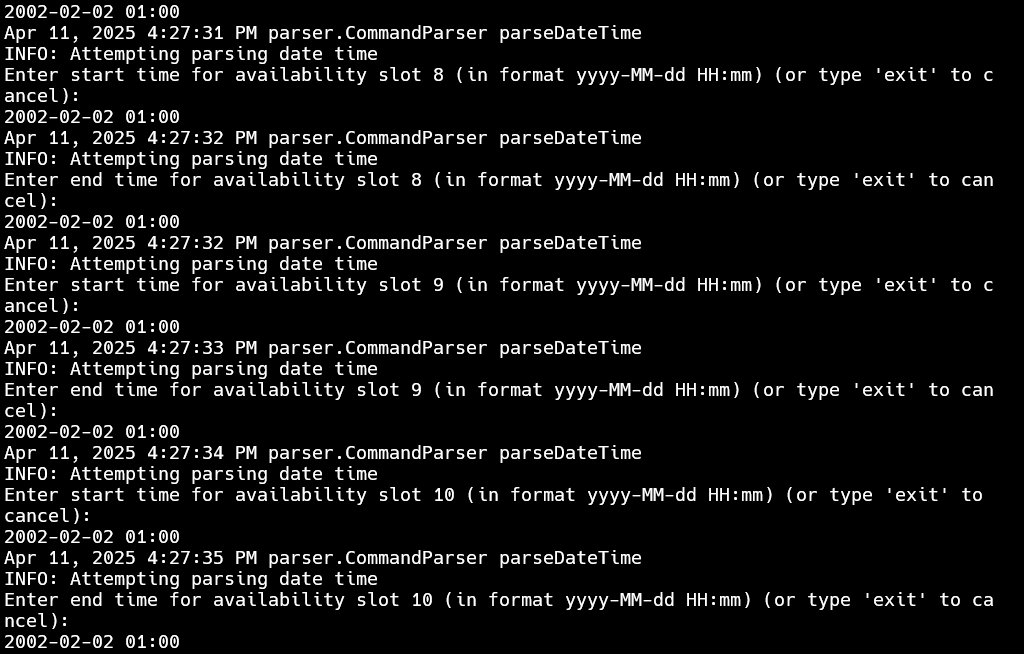 2002-02-02 01:00
Apr 11, 2025 4:27:31 PM parser.CommandParser parseDateTime
INFO: Attempting parsing date time
Enter start time for availability slot 8 (in format yyyy-MM-dd HH:mm) (or type 'exit' to c
ancel):
2002-02-02 01:00
Apr 11, 2025 4:27:32 PM parser.CommandParser parseDateTime
INFO: Attempting parsing date time
Enter end time for availability slot 8 (in format yyyy-MM-dd HH:mm) (or type 'exit' to can
cel):
2002-02-02 01:00
Apr 11, 2025 4:27:32 PM parser.CommandParser parseDateTime
INFO: Attempting parsing date time
Enter start time for availability slot 9 (in format yyyy-MM-dd HH:mm) (or type 'exit' to c
ancel):
2002-02-02 01:00
Apr 11, 2025 4:27:33 PM parser.CommandParser parseDateTime
INFO: Attempting parsing date time
Enter end time for availability slot 9 (in format yyyy-MM-dd HH:mm) (or type 'exit' to can
cel):
2002-02-02 01:00
Apr 11, 2025 4:27:34 PM parser.CommandParser parseDateTime
INFO: Attempting parsing date time
Enter start time for availability slot 10 (in format yyyy-MM-dd HH:mm) (or type 'exit' to
cancel):
2002-02-02 01:00
Apr 11, 2025 4:27:35 PM parser.CommandParser parseDateTime
INFO: Attempting parsing date time
Enter end time for availability slot 10 (in format yyyy-MM-dd HH:mm) (or type 'exit' to ca
ncel):
2002-02-02 01:00